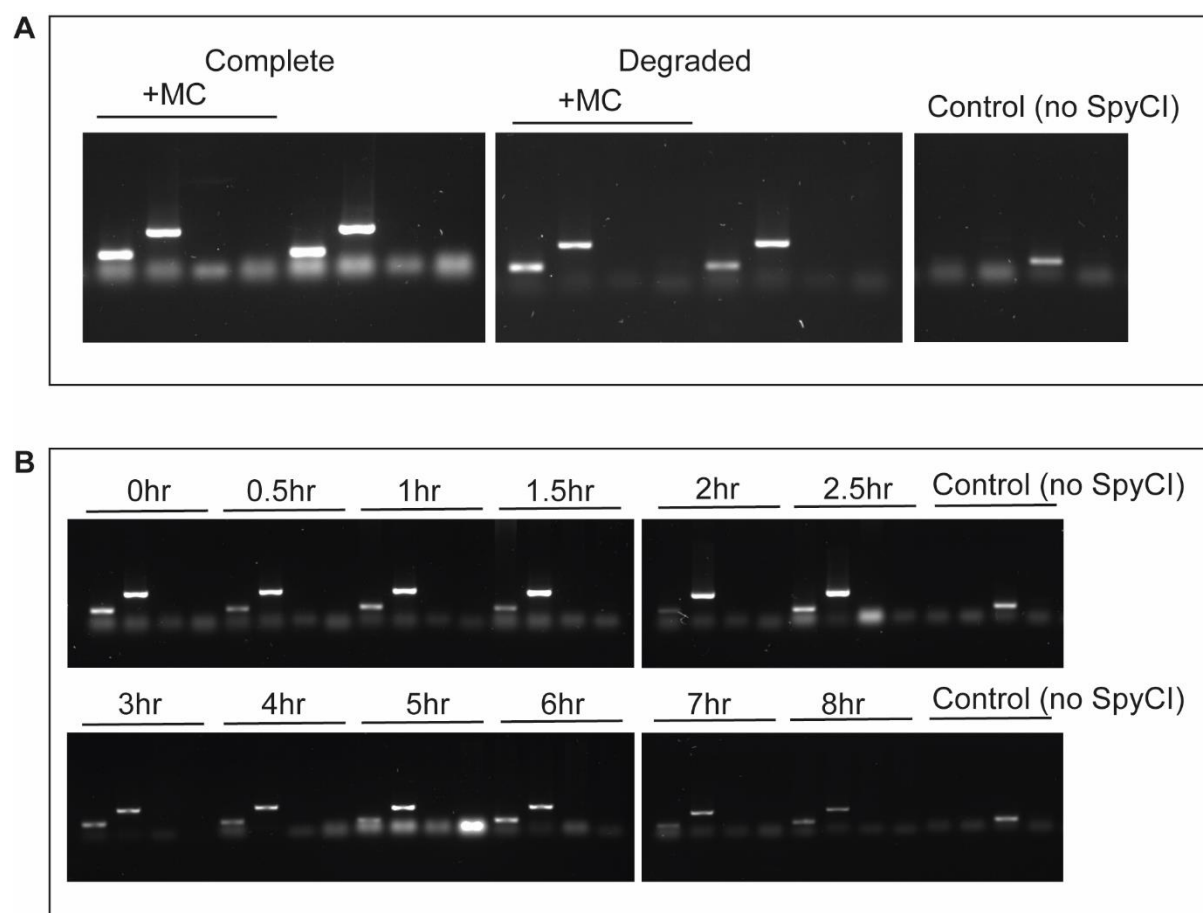 A
Complete
Degraded
+MC
+MC
Control (no SpyCI)
B
0hr
0.5hr
1hr
1.5hr
2hr
2.5hr
Control (no SpyCI)
3hr
4hr
5hr
6hr
7hr
8hr
Control (no SpyCI)